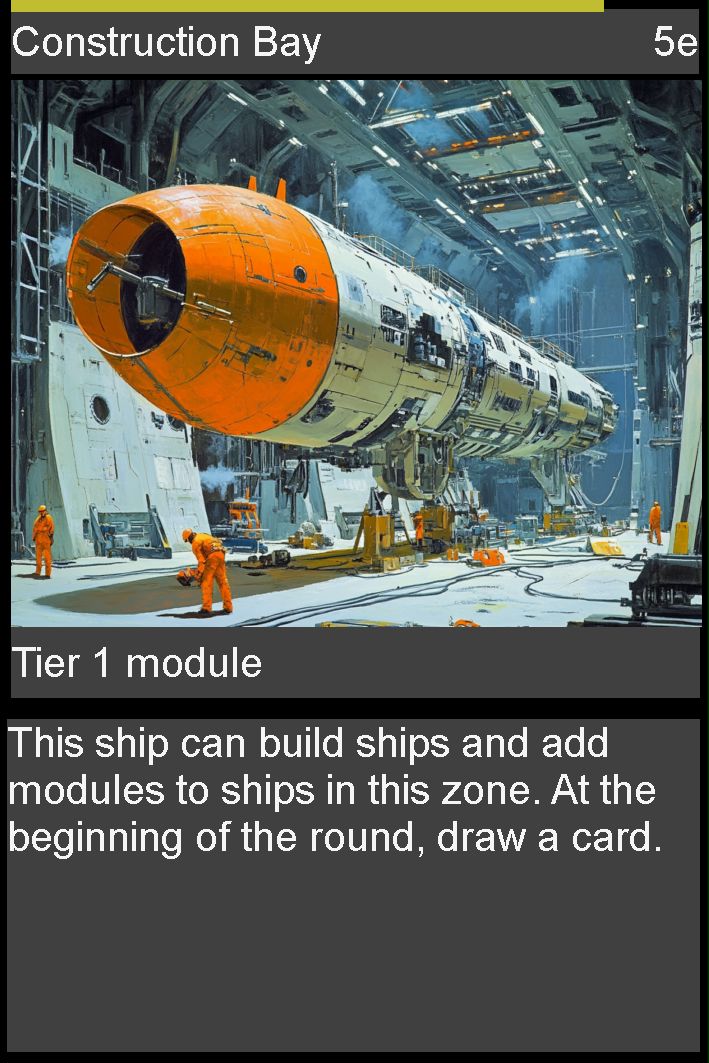 Construction Bay 5e
Tier 1 module
This ship can build ships and add
modules to ships in this zone. At the
beginning of the round, draw a card.